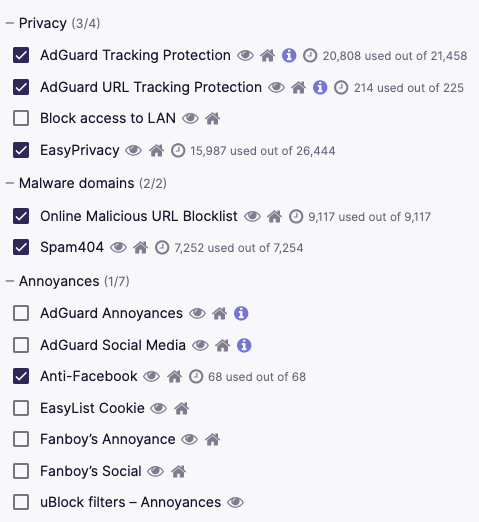 Privacy (3/4)
AdGuard Tracking Protection 20,808 used out of 21,458
AdGuard URL Tracking Protection 214 used out of 225
Block access to LAN
EasyPrivacy 15,987 used out of 26,444
Malware domains (2/2)
Online Malicious URL Blocklist 9,117 used out of 9,117
Spam404 7,252 used out of 7,254
Annoyances (1/7)
AdGuard Annoyances
AdGuard Social Media
Anti-Facebook 68 used out of 68
EasyList Cookie
Fanboy’s Annoyance
Fanboy’s Social
uBlock filters – Annoyances